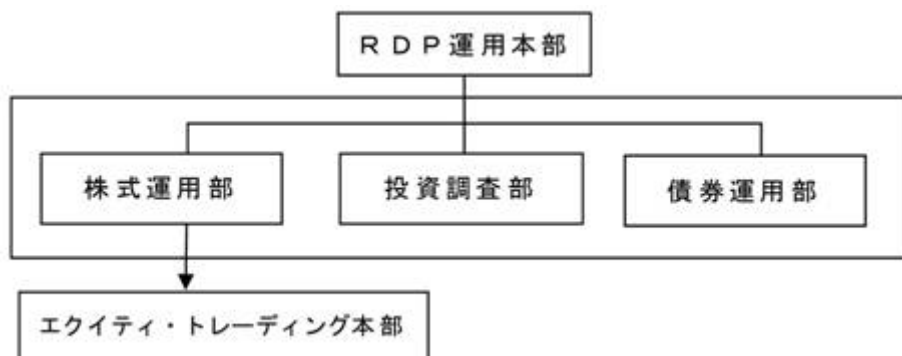 ＲＤＰ運用本部
株式運用部
投資調査部
債券運用部
エクイティ・トレーディング本部